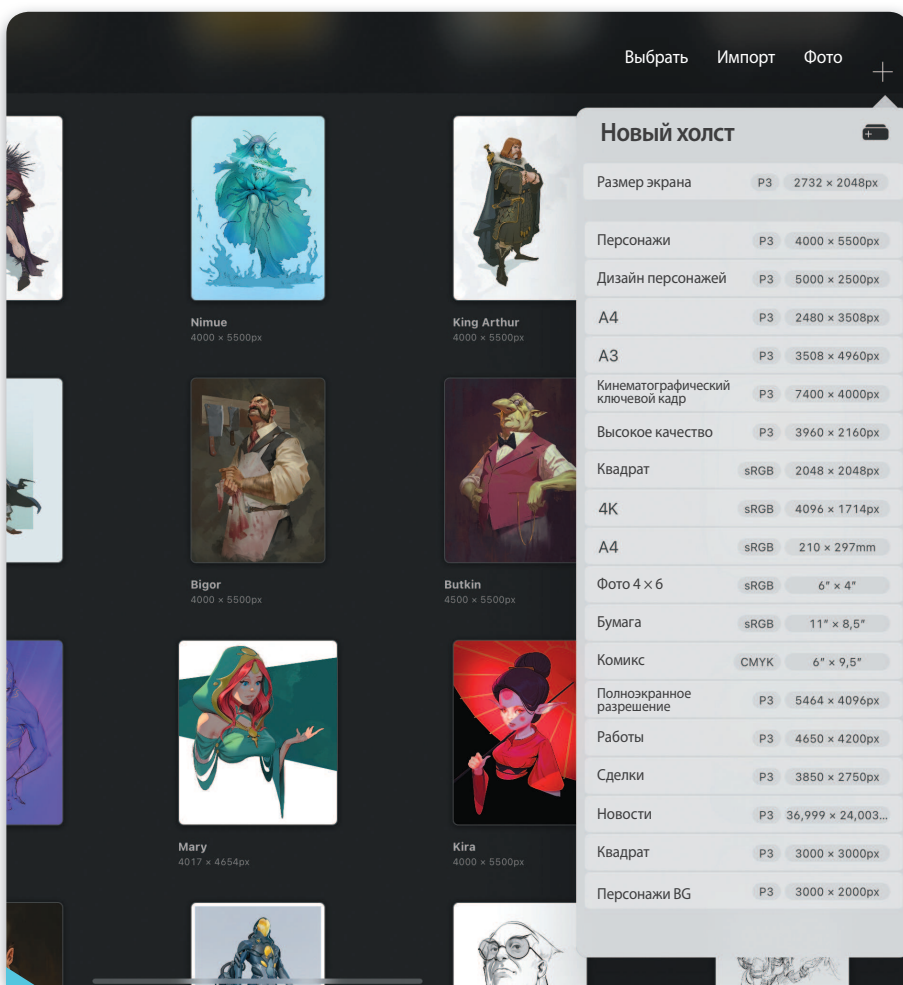 Выбрать Импорт Фото
Новый холст
Размер экрана P3 2732 × 2048px
Персонажи P3 4000 × 5500px
Дизайн персонажей P3 5000 × 2500px
A4 P3 2480 × 3508px
A3 P3 3508 × 4960px
Кинематографический
ключевой кадр P3 7400 × 4000px
Высокое качество P3 3960 × 2160px
Квадрат sRGB 2048 × 2048px
4K sRGB 4096 × 1714px
A4 sRGB 210 × 297mm
Фото 4 × 6 sRGB 6" × 4"
Бумага sRGB 11" × 8,5"
Комикс CMYK 6" × 9,5"
Полноэкранное
разрешение P3 5464 × 4096px
Работы P3 4650 × 4200px
Сделки P3 3850 × 2750px
Новости P3 36,999 × 24,003...
Квадрат P3 3000 × 3000px
Персонажи BG P3 3000 × 2000px
Nimue
4000 × 5500px
King Arthur
4000 × 5500px
Bigor
4000 × 5500px
Butkin
4500 × 5500px
Mary
4017 × 4654px
Kira
4000 × 5500px